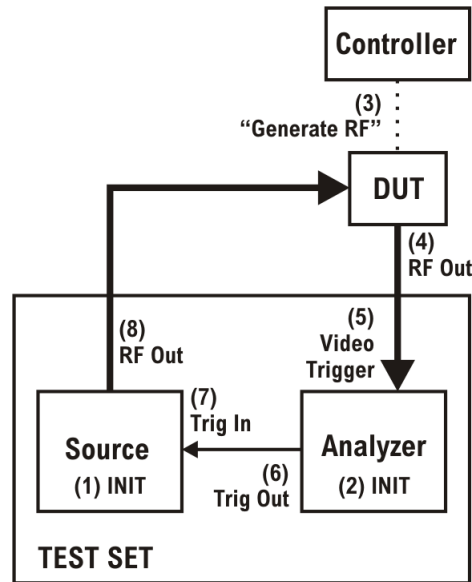 Controller
(3)
“Generate RF”
DUT
(4)
RF Out
(8)
RF Out
(5)
Video
Trigger
(7)
Trig In
Source
(1) INIT
Analyzer
(2) INIT
(6)
Trig Out
TEST SET